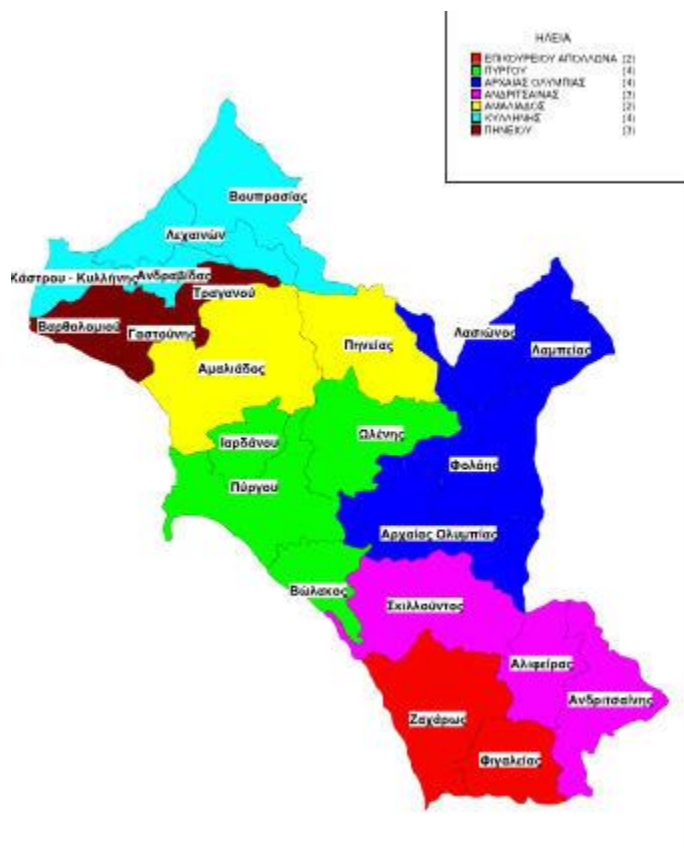 ΗΛΕΙΑ
ΕΠΙΚΟΥΡΕΙΟΥ ΑΠΟΛΛΩΝΑ (2)
ΠΥΡΓΟΥ (4)
ΑΡΧΑΙΑΣ ΟΛΥΜΠΙΑΣ (4)
ΑΝΔΡΙΤΣΑΙΝΑΣ (3)
ΑΜΑΛΙΑΔΟΣ (2)
ΚΥΛΛΗΝΗΣ (4)
ΠΗΝΕΙΟΥ (3)
Βουπρασίας
Λεχαινών
Κάστρου - Κυλλήνης
Ανδραβίδας
Τραγανού
Βαρθολομιού
Γαστούνης
Λασιώνος
Πηνείας
Λαμπείας
Αμαλιάδος
Ωλένης
Ιαρδάνου
Φολόης
Πύργου
Αρχαίας Ολυμπίας
Βώλακος
Σκιλλούντος
Αλιφείρας
Ανδριτσαίνης
Ζαχάρως
Φιγαλείας